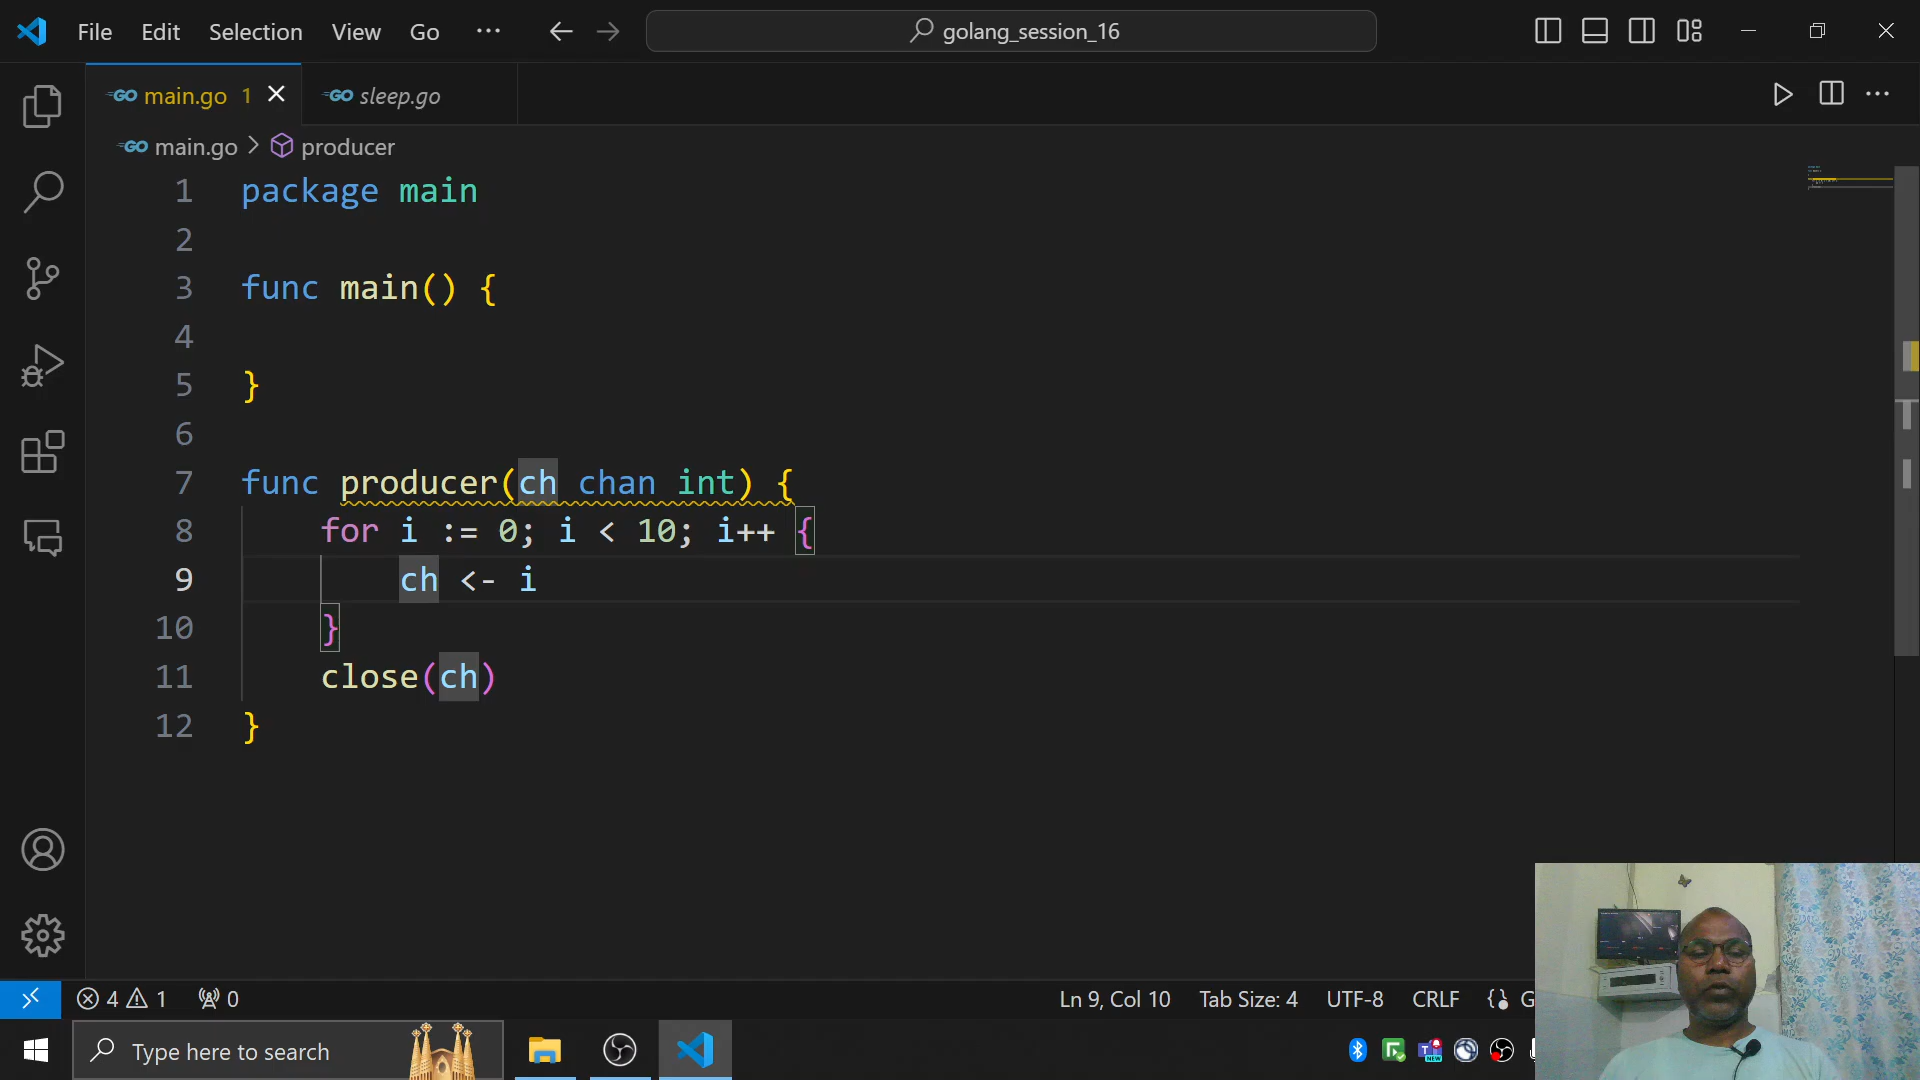 File Edit Selection View Go ··· golang_session_16
GO main.go 1 GO sleep.go
GO main.go > producer
1 package main
2
3 func main() {
4
5 }
6
7 func producer(ch chan int) {
8 for i := 0; i < 10; i++ {
9 ch <- i
10 }
11 close(ch)
12 }
4 1 0 Ln 9, Col 10 Tab Size: 4 UTF-8 CRLF G
Type here to search